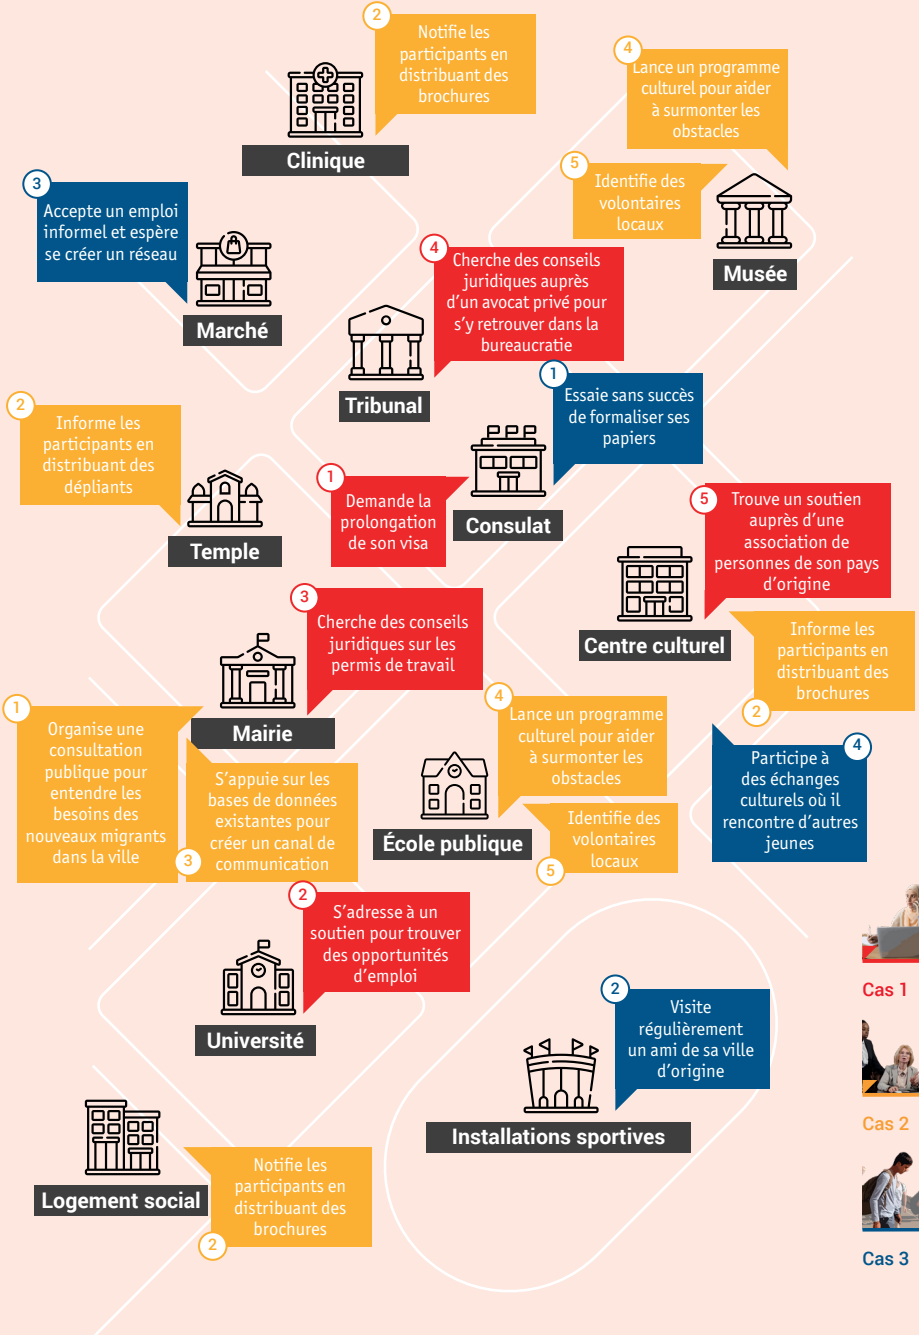 2
Notifie les
participants en
distribuant des
brochures
Clinique
4
Lance un programme
culturel pour aider
à surmonter les
obstacles
5
Identifie des
volontaires
locaux
Musée
3
Accepte un emploi
informel et espère
se créer un réseau
Marché
4
Cherche des conseils
juridiques auprès
d’un avocat privé pour
s’y retrouver dans la
bureaucratie
Tribunal
1
Essaie sans succès
de formaliser ses
papiers
1
Demande la
prolongation
de son visa
Consulat
2
Informe les
participants en
distribuant des
dépliants
Temple
5
Trouve un soutien
auprès d’une
association de
personnes de son pays
d’origine
Centre culturel
Informe les
participants en
distribuant des
brochures
2
4
Participe à
des échanges
culturels où il
rencontre d’autres
jeunes
3
Cherche des conseils
juridiques sur les
permis de travail
Mairie
1
Organise une
consultation
publique pour
entendre les
besoins des
nouveaux migrants
dans la ville
S’appuie sur les
bases de données
existantes pour
créer un canal de
communication
3
4
Lance un programme
culturel pour aider
à surmonter les
obstacles
École publique
Identifie des
volontaires
locaux
5
2
S’adresse à un
soutien pour trouver
des opportunités
d’emploi
Université
2
Visite
régulièrement
un ami de sa ville
d’origine
Installations sportives
Logement social
Notifie les
participants en
distribuant des
brochures
2
Cas 1
Cas 2
Cas 3